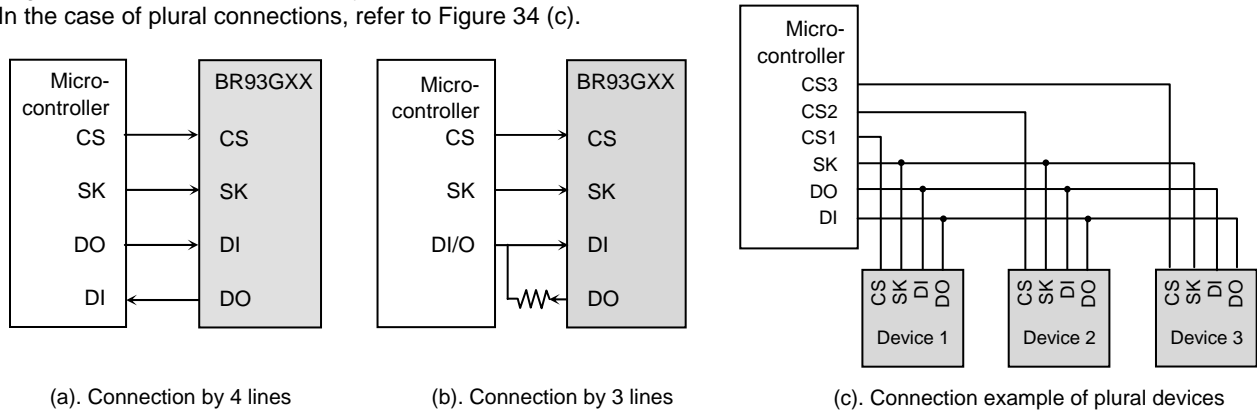 In the case of plural connections, refer to Figure 34 (c).
Micro-
controller
CS
SK
DO
DI
BR93GXX
CS
SK
DI
DO
(a). Connection by 4 lines
Micro-
controller
CS
SK
DI/O
BR93GXX
CS
SK
DI
DO
(b). Connection by 3 lines
Micro-
controller
CS3
CS2
CS1
SK
DO
DI
CS
SK
DI
DO
Device 1
CS
SK
DI
DO
Device 2
CS
SK
DI
DO
Device 3
(c). Connection example of plural devices